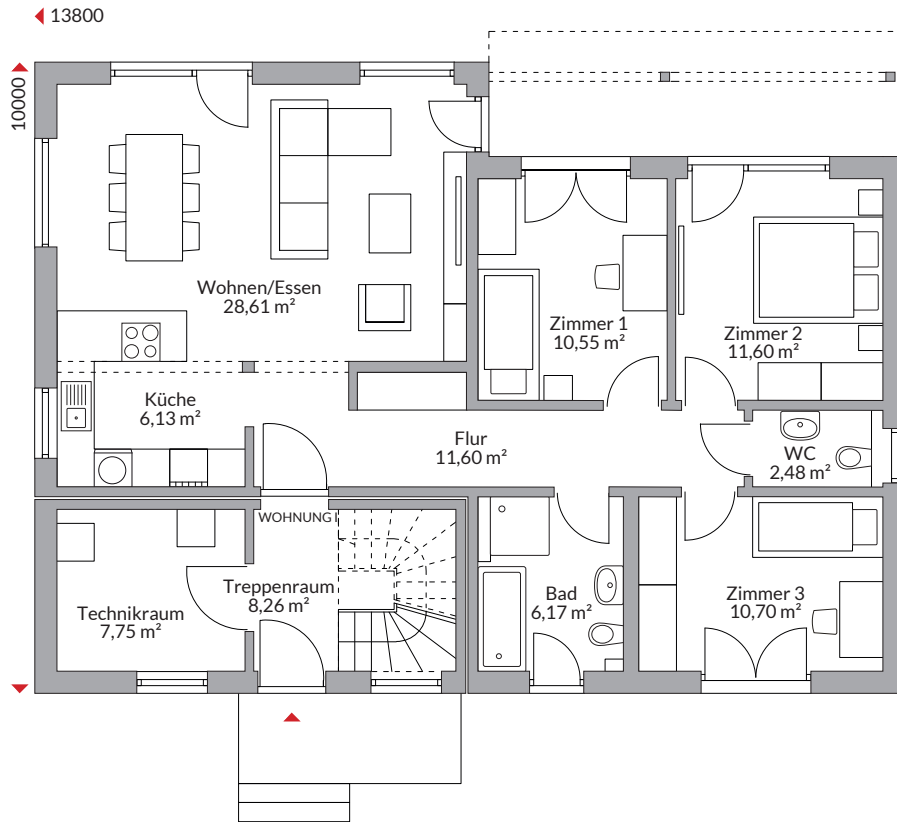 13800
10000
Wohnen/Essen
28,61 m²
Zimmer 1
10,55 m²
Zimmer 2
11,60 m²
Küche
6,13 m²
Flur
11,60 m²
WC
2,48 m²
WOHNUNG I
Treppenraum
8,26 m²
Technikraum
7,75 m²
Bad
6,17 m²
Zimmer 3
10,70 m²